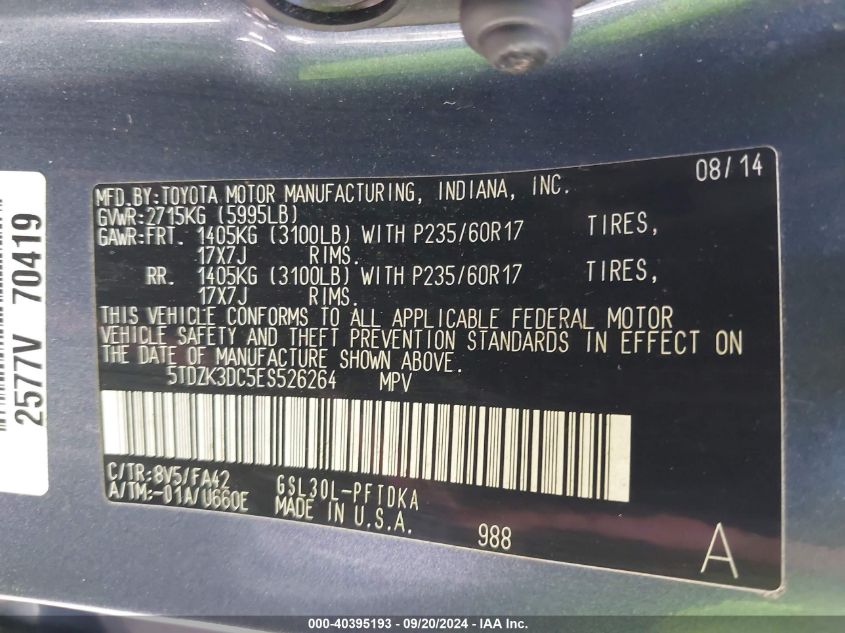 08/14
MFD.BY:TOYOTA MOTOR MANUFACTURING, INDIANA, INC.
GVWR:2715KG (5995LB)
GAWR:FRT. 1405KG (3100LB) WITH P235/60R17 TIRES,
17X7J RIMS.
RR. 1405KG (3100LB) WITH P235/60R17 TIRES,
17X7J RIMS.
THIS VEHICLE CONFORMS TO ALL APPLICABLE FEDERAL MOTOR
VEHICLE SAFETY AND THEFT PREVENTION STANDARDS IN EFFECT ON
THE DATE OF MANUFACTURE SHOWN ABOVE.
5TDZK3DC5ES526264 MPV
C/TR:8V5/FA42 GSL30L-PFTDKA
A/TM:-01A/U660E MADE IN U.S.A.
988
A
2577V 70419
000-40395193 - 09/20/2024 - IAA Inc.